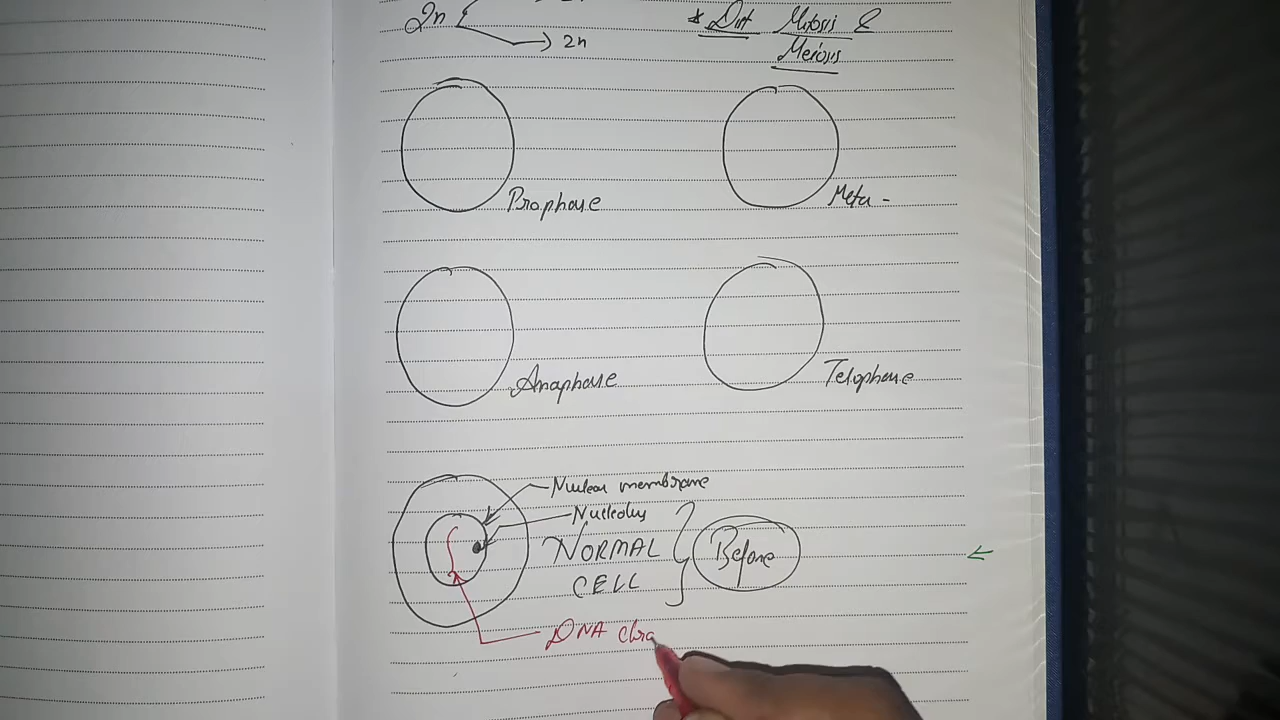 2n
→ 2n
* Diff Mitosis &
Meiosis
Prophase
Meta -
Anaphase
Telophase
Nuclear membrane
Nucleolus
NORMAL
CELL
Before
DNA chro